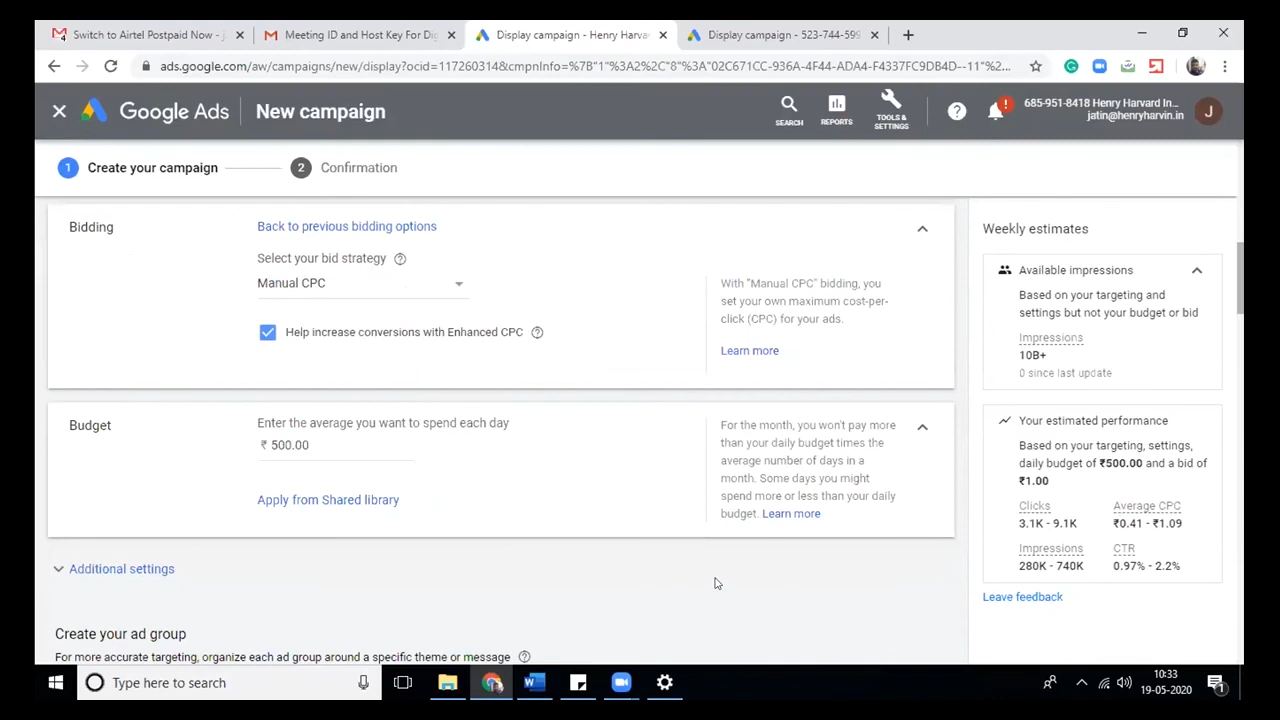 Switch to Airtel Postpaid Now - j
Meeting ID and Host Key For Dig
Display campaign - Henry Harva
Display campaign - 523-744-599
ads.google.com/aw/campaigns/new/display?ocid=117260314&cmpnInfo=%7B"1"%3A2%2C"8"%3A"02C671CC-936A-4F44-ADA4-F4337FC9DB4D--11"%2...
Google Ads
New campaign
SEARCH
REPORTS
TOOLS &
SETTINGS
685-951-8418 Henry Harvard In...
jatin@henryharvin.in
J
1 Create your campaign
2 Confirmation
Bidding
Back to previous bidding options
Select your bid strategy
Manual CPC
Help increase conversions with Enhanced CPC
With "Manual CPC" bidding, you
set your own maximum cost-per-
click (CPC) for your ads.
Learn more
Budget
Enter the average you want to spend each day
₹ 500.00
Apply from Shared library
For the month, you won't pay more
than your daily budget times the
average number of days in a
month. Some days you might
spend more or less than your daily
budget. Learn more
Additional settings
Create your ad group
For more accurate targeting, organize each ad group around a specific theme or message
Weekly estimates
Available impressions
Based on your targeting and
settings but not your budget or bid
Impressions
10B+
0 since last update
Your estimated performance
Based on your targeting, settings,
daily budget of ₹500.00 and a bid of
₹1.00
Clicks Average CPC
3.1K - 9.1K ₹0.41 - ₹1.09
Impressions CTR
280K - 740K 0.97% - 2.2%
Leave feedback
Type here to search
10:33
19-05-2020